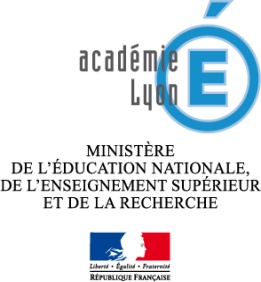 académie
Lyon
É
MINISTÈRE
DE L'ÉDUCATION NATIONALE,
DE L'ENSEIGNEMENT SUPÉRIEUR
ET DE LA RECHERCHE
Liberté • Égalité • Fraternité
RÉPUBLIQUE FRANÇAISE